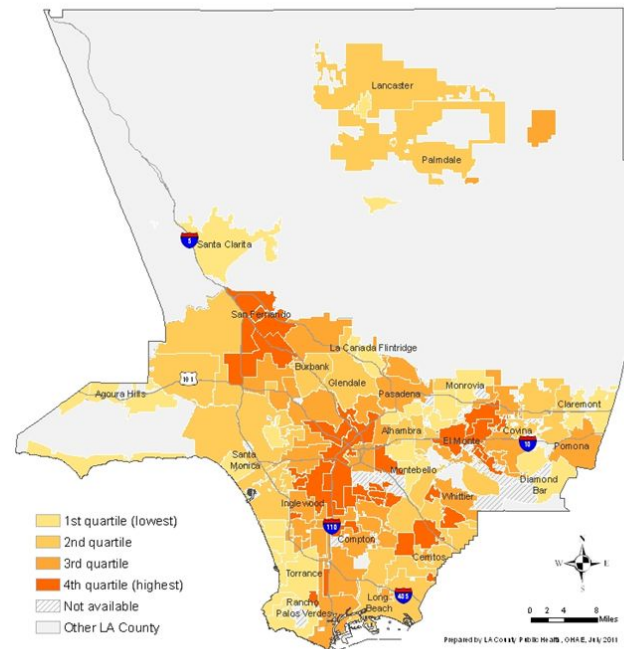 Lancaster
Palmdale
5
Santa Clarita
San Fernando
La Canada Flintridge
Burbank
101
Glendale
Pasadena
Monrovia
Agoura Hills
Claremont
Alhambra
Covina
El Monte
10
Pomona
Santa
Monica
Montebello
Diamond
Bar
Whittier
Inglewood
110
Compton
Cerritos
Torrance
Long
Beach
405
Rancho
Palos Verdes
1st quartile (lowest)
2nd quartile
3rd quartile
4th quartile (highest)
Not available
Other LA County
N
W E
S
0 2 4 8
Miles
Prepared by LA County Public Health, OHAE, July 2011